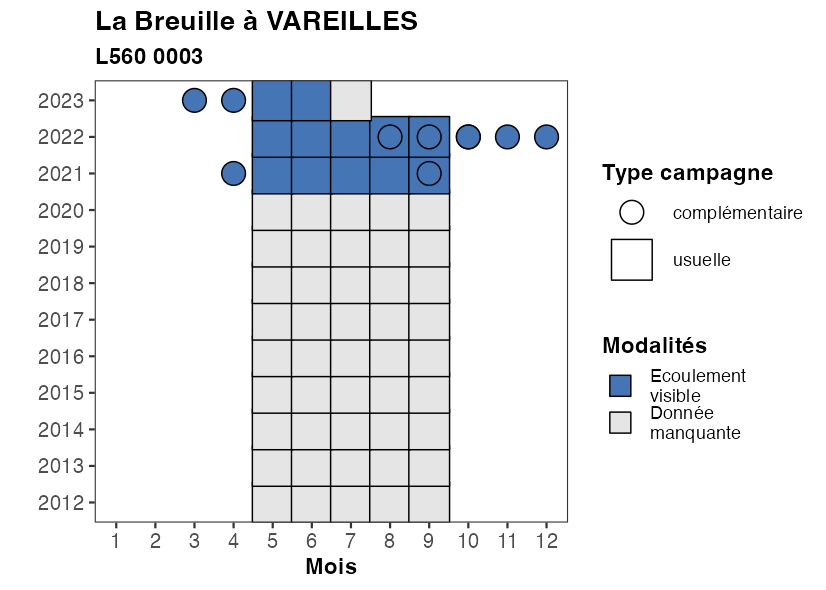 La Breuille à VAREILLES
L560 0003
2023
2022
2021
2020
2019
2018
2017
2016
2015
2014
2013
2012
1 2 3 4 5 6 7 8 9 10 11 12
Mois
Type campagne
complémentaire
usuelle
Modalités
Ecoulement
visible
Donnée
manquante